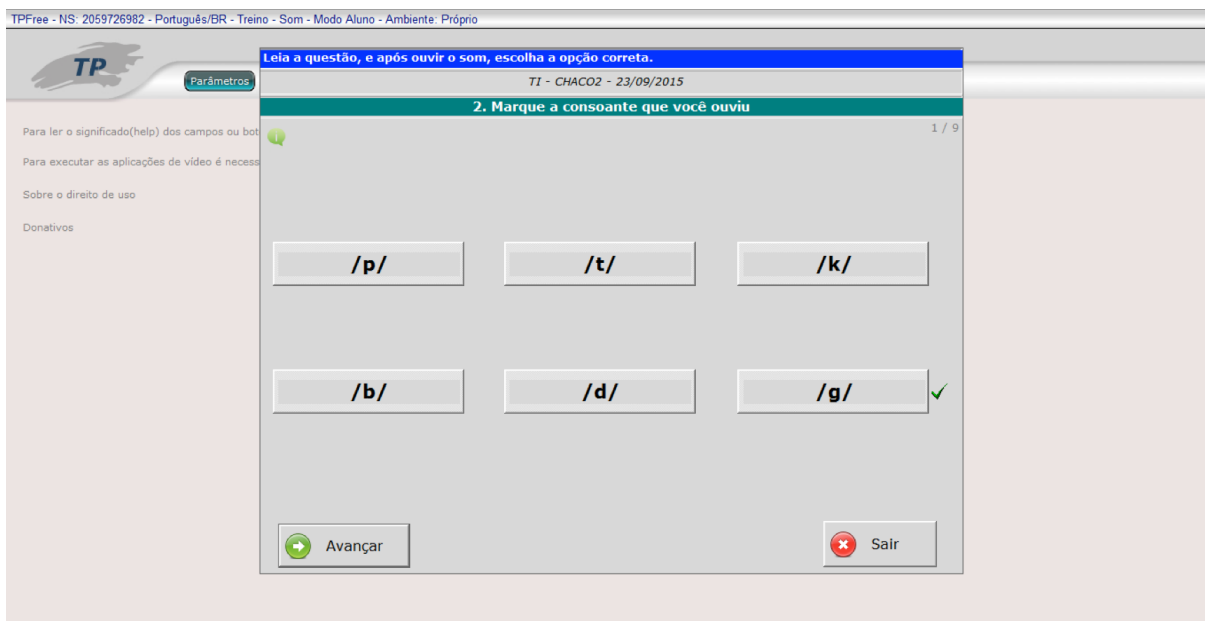 TPFree - NS: 2059726982 - Português/BR - Treino - Som - Modo Aluno - Ambiente: Próprio
TP
Parâmetros
Leia a questão, e após ouvir o som, escolha a opção correta.
TI - CHACO2 - 23/09/2015
2. Marque a consoante que você ouviu
1 / 9
Para ler o significado(help) dos campos ou bot
Para executar as aplicações de vídeo é necess
Sobre o direito de uso
Donativos
/p/ /t/ /k/
/b/ /d/ /g/
Avançar Sair